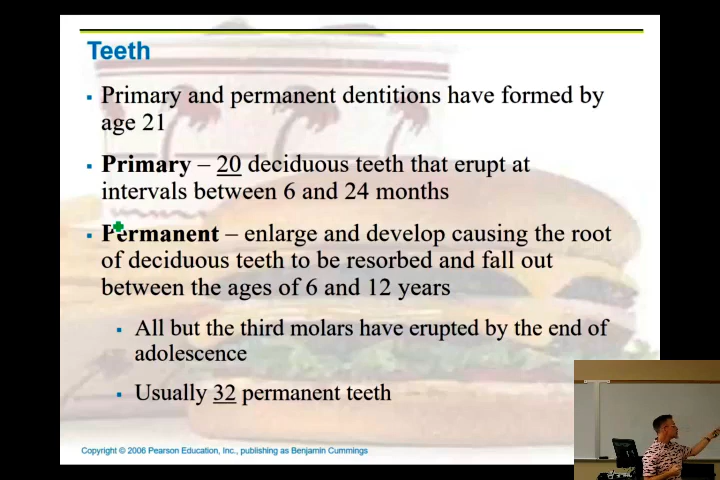 Teeth
▪ Primary and permanent dentitions have formed by
age 21
▪ Primary – 20 deciduous teeth that erupt at
intervals between 6 and 24 months
▪ Permanent – enlarge and develop causing the root
of deciduous teeth to be resorbed and fall out
between the ages of 6 and 12 years
▪ All but the third molars have erupted by the end of
adolescence
▪ Usually 32 permanent teeth
Copyright © 2006 Pearson Education, Inc., publishing as Benjamin Cummings